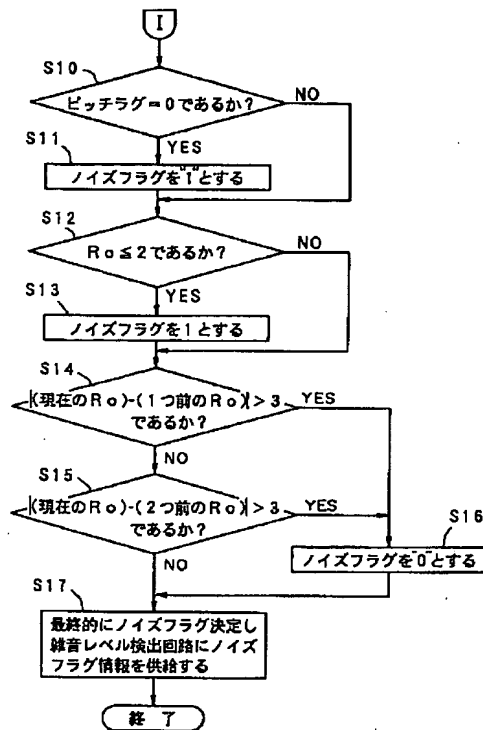 I
S10
ピッチラグ=0であるか?
NO
YES
S11
ノイズフラグを"1"とする
S12
Ro≦2であるか?
NO
YES
S13
ノイズフラグを1とする
S14
|(現在のRo)-(1つ前のRo)|>3
であるか?
YES
NO
S15
|(現在のRo)-(2つ前のRo)|>3
であるか?
YES
NO
S16
ノイズフラグを"0"とする
S17
最終的にノイズフラグ決定し
雑音レベル検出回路にノイズ
フラグ情報を供給する
終了